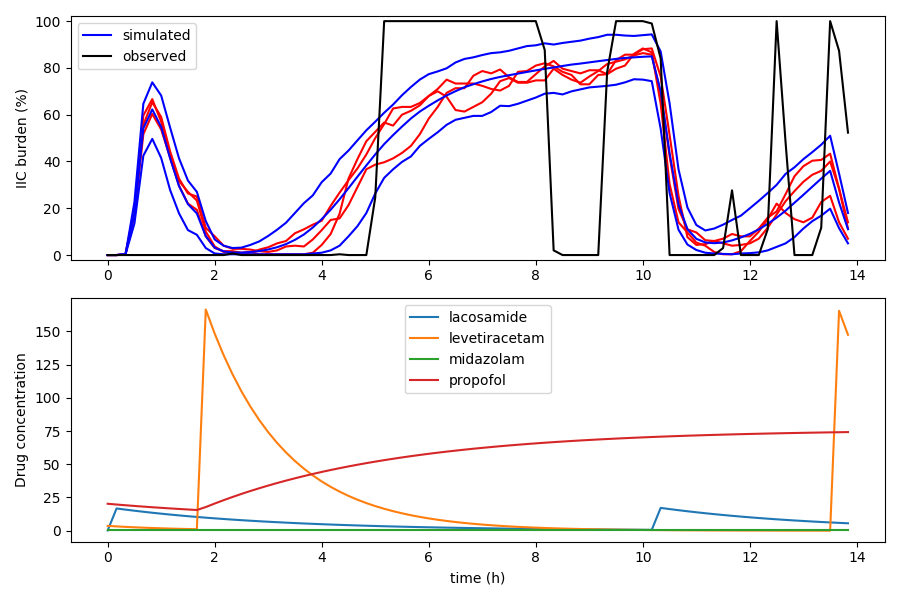 IIC burden (%)
100
80
60
40
20
0
simulated
observed
0 2 4 6 8 10 12 14
Drug concentration
150
125
100
75
50
25
0
lacosamide
levetiracetam
midazolam
propofol
0 2 4 6 8 10 12 14
time (h)